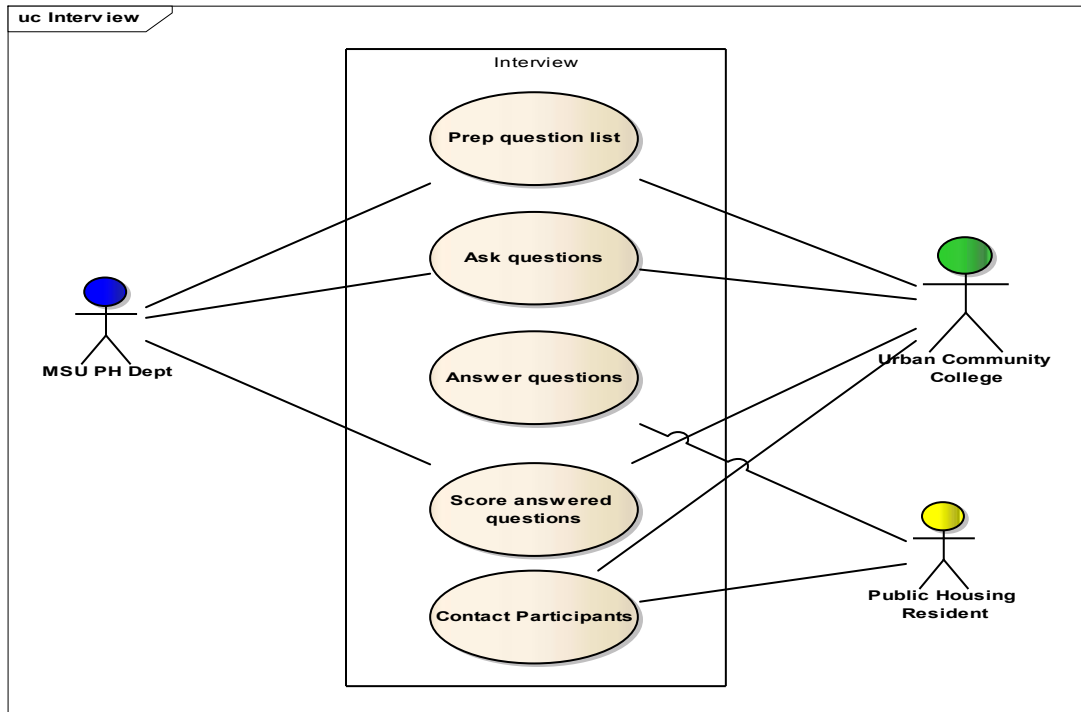 uc Interview
Interview
Prep question list
Ask questions
Answer questions
Score answered
questions
Contact Participants
MSU PH Dept
Urban Community
College
Public Housing
Resident